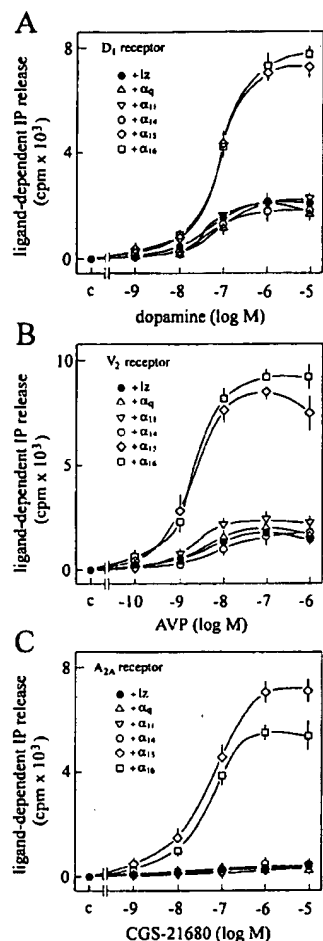 A
D₁ receptor
● + lz
△ + αq
▽ + α₁₁
○ + α₁₄
◇ + α₁₅
□ + α₁₆
ligand-dependent IP release
(cpm x 10³)
8
4
0
c -9 -8 -7 -6 -5
dopamine (log M)
B
V₂ receptor
● + lz
△ + αq
▽ + α₁₁
○ + α₁₄
◇ + α₁₅
□ + α₁₆
ligand-dependent IP release
(cpm x 10³)
10
5
0
c -10 -9 -8 -7 -6
AVP (log M)
C
A₂ₐ receptor
● + lz
△ + αq
▽ + α₁₁
○ + α₁₄
◇ + α₁₅
□ + α₁₆
ligand-dependent IP release
(cpm x 10³)
8
4
0
c -9 -8 -7 -6 -5
CGS-21680 (log M)